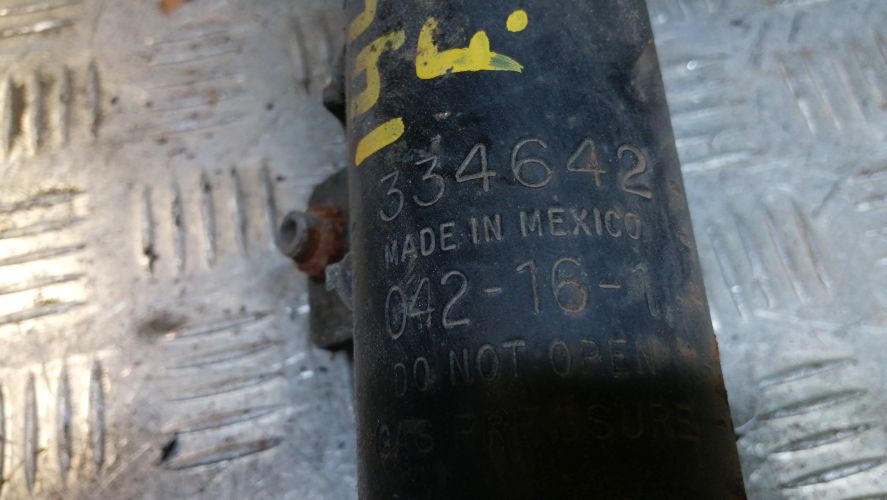 334642
MADE IN MEXICO
042-16-1
DO NOT OPEN
GAS PRESSURE